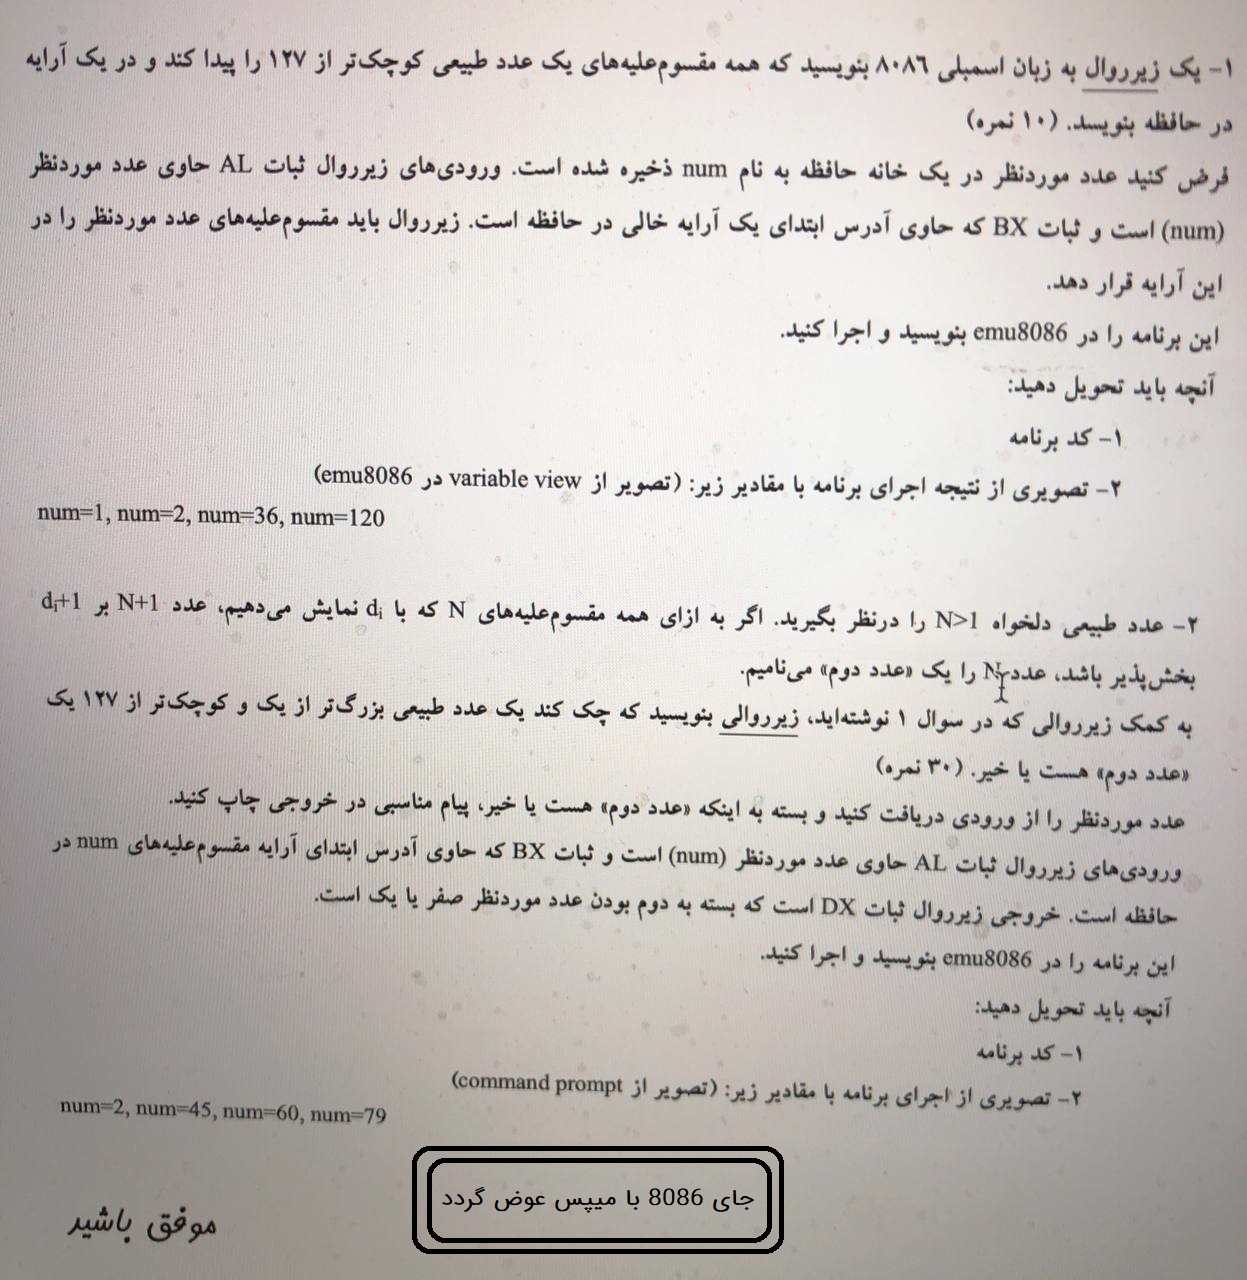 ۱- یک زیرروال به زبان اسمبلی ۸۰۸۶ بنویسید که همه مقسوم‌علیه‌های یک عدد طبیعی کوچک‌تر از ۱۲۷ را پیدا کند و در یک آرایه
در حافظه بنویسد. (۱۰ نمره)
فرض کنید عدد موردنظر در یک خانه حافظه به نام num ذخیره شده است. ورودی‌های زیرروال ثبات AL حاوی عدد موردنظر
(num) است و ثبات BX که حاوی آدرس ابتدای یک آرایه خالی در حافظه است. زیرروال باید مقسوم‌علیه‌های عدد موردنظر را در
این آرایه قرار دهد.
این برنامه را در emu8086 بنویسید و اجرا کنید.
آنچه باید تحویل دهید:
۱- کد برنامه
۲- تصویری از نتیجه اجرای برنامه با مقادیر زیر: (تصویر از variable view در emu8086)
num=1, num=2, num=36, num=120
۲- عدد طبیعی دلخواه N>1 را درنظر بگیرید. اگر به ازای همه مقسوم‌علیه‌های N که با di نمایش می‌دهیم، عدد N+1 بر di+1
بخش‌پذیر باشد، عدد N را یک «عدد دوم» می‌نامیم.
به کمک زیرروالی که در سوال ۱ نوشته‌اید، زیرروالی بنویسید که چک کند یک عدد طبیعی بزرگ‌تر از یک و کوچک‌تر از ۱۲۷ یک
«عدد دوم» هست یا خیر. (۳۰ نمره)
عدد موردنظر را از ورودی دریافت کنید و بسته به اینکه «عدد دوم» هست یا خیر، پیام مناسبی در خروجی چاپ کنید.
ورودی‌های زیرروال ثبات AL حاوی عدد موردنظر (num) است و ثبات BX که حاوی آدرس ابتدای آرایه مقسوم‌علیه‌های num در
حافظه است. خروجی زیرروال ثبات DX است که بسته به دوم بودن عدد موردنظر صفر یا یک است.
این برنامه را در emu8086 بنویسید و اجرا کنید.
آنچه باید تحویل دهید:
۱- کد برنامه
۲- تصویری از اجرای برنامه با مقادیر زیر: (تصویر از command prompt)
num=2, num=45, num=60, num=79
جای 8086 با میپس عوض گردد
موفق باشید